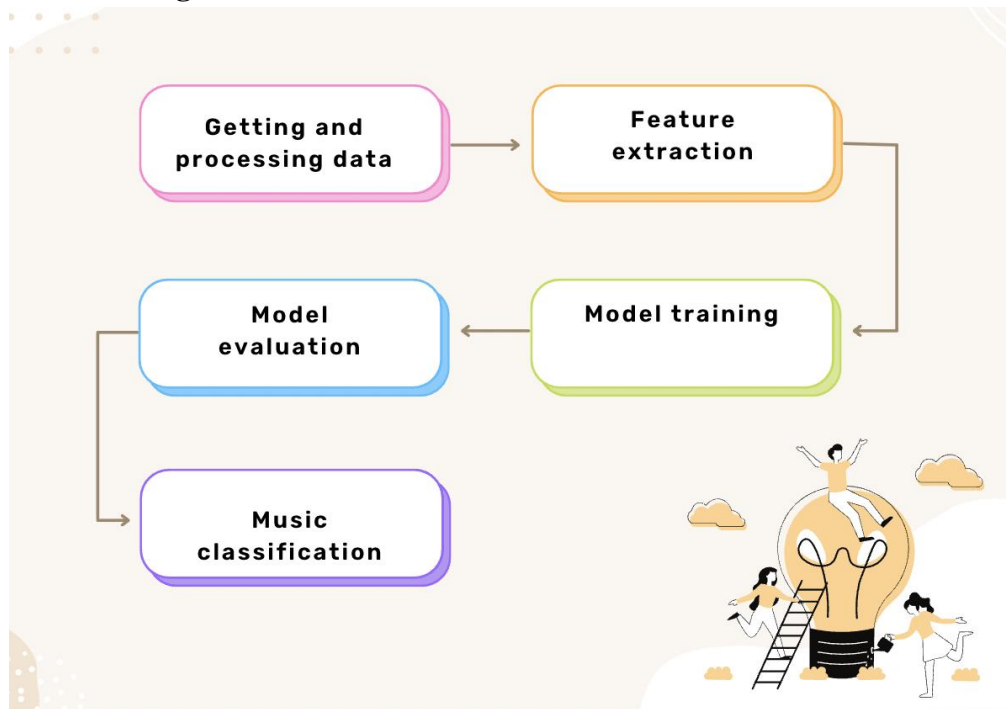 Getting and
processing data
Feature
extraction
Model training
Model
evaluation
Music
classification